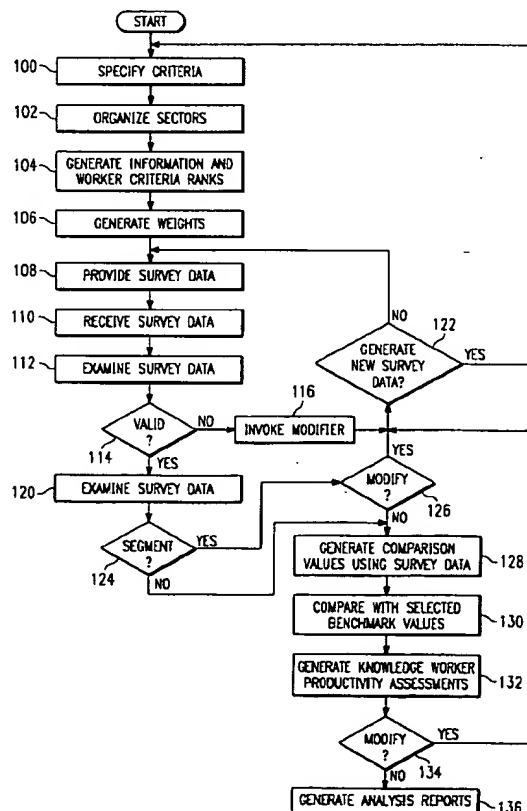 START
100
SPECIFY CRITERIA
102
ORGANIZE SECTORS
104
GENERATE INFORMATION AND
WORKER CRITERIA RANKS
106
GENERATE WEIGHTS
108
PROVIDE SURVEY DATA
110
RECEIVE SURVEY DATA
112
EXAMINE SURVEY DATA
VALID
?
114
NO
YES
116
INVOKE MODIFIER
120
EXAMINE SURVEY DATA
SEGMENT
?
124
YES
NO
122
GENERATE
NEW SURVEY
DATA?
NO
YES
YES
MODIFY
?
126
NO
GENERATE COMPARISON
VALUES USING SURVEY DATA
128
COMPARE WITH SELECTED
BENCHMARK VALUES
130
GENERATE KNOWLEDGE WORKER
PRODUCTIVITY ASSESSMENTS
132
MODIFY
?
134
YES
NO
GENERATE ANALYSIS REPORTS
136